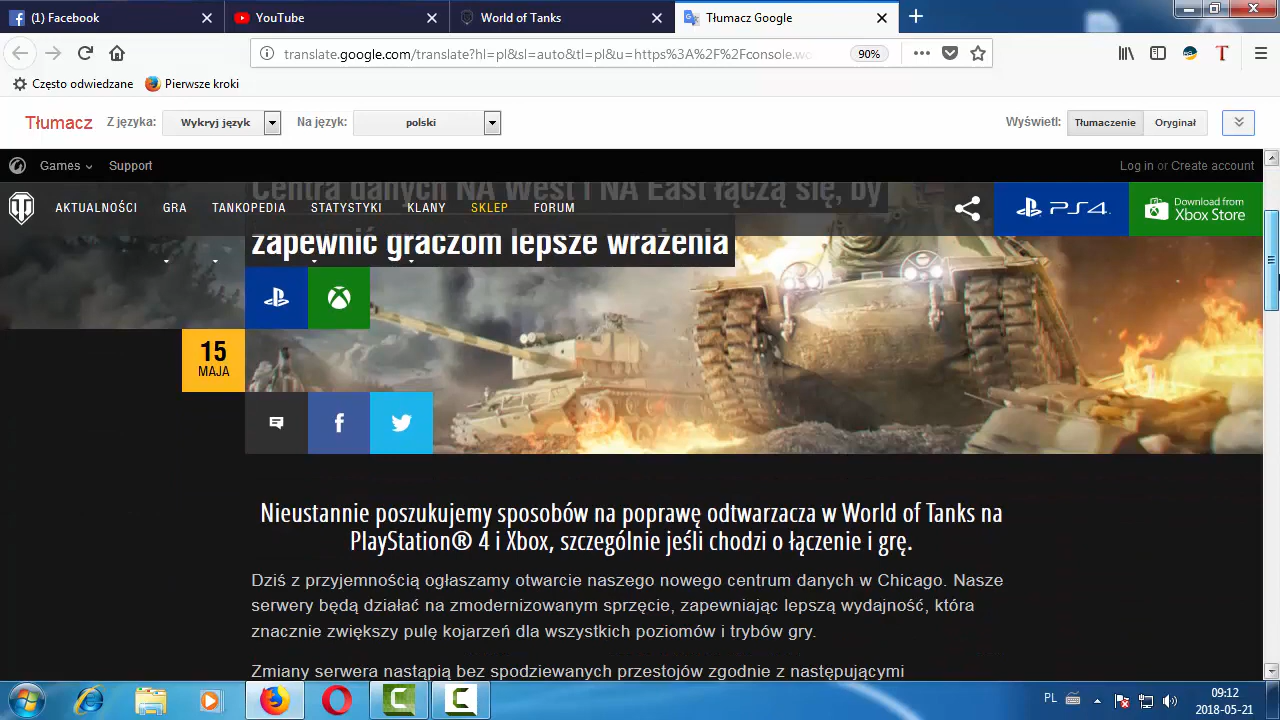 (1) Facebook
YouTube
World of Tanks
Tłumacz Google
translate.google.com/translate?hl=pl&sl=auto&tl=pl&u=https%3A%2F%2Fconsole.wo
90%
Często odwiedzane
Pierwsze kroki
Tłumacz
Z języka:
Wykryj język
Na język:
polski
Wyświetl:
Tłumaczenie
Oryginał
Games
Support
Log in or Create account
Centra danych NA West i NA East łączą się, by
AKTUALNOŚCI
GRA
TANKOPEDIA
STATYSTYKI
KLANY
SKLEP
FORUM
PS4
Download from
Xbox Store
zapewnić graczom lepsze wrażenia
15
MAJA
Nieustannie poszukujemy sposobów na poprawę odtwarzacza w World of Tanks na
PlayStation® 4 i Xbox, szczególnie jeśli chodzi o łączenie i grę.
Dziś z przyjemnością ogłaszamy otwarcie naszego nowego centrum danych w Chicago. Nasze
serwery będą działać na zmodernizowanym sprzęcie, zapewniając lepszą wydajność, która
znacznie zwiększy pulę kojarzeń dla wszystkich poziomów i trybów gry.
Zmiany serwera nastąpią bez spodziewanych przestojów zgodnie z następującymi
PL
09:12
2018-05-21